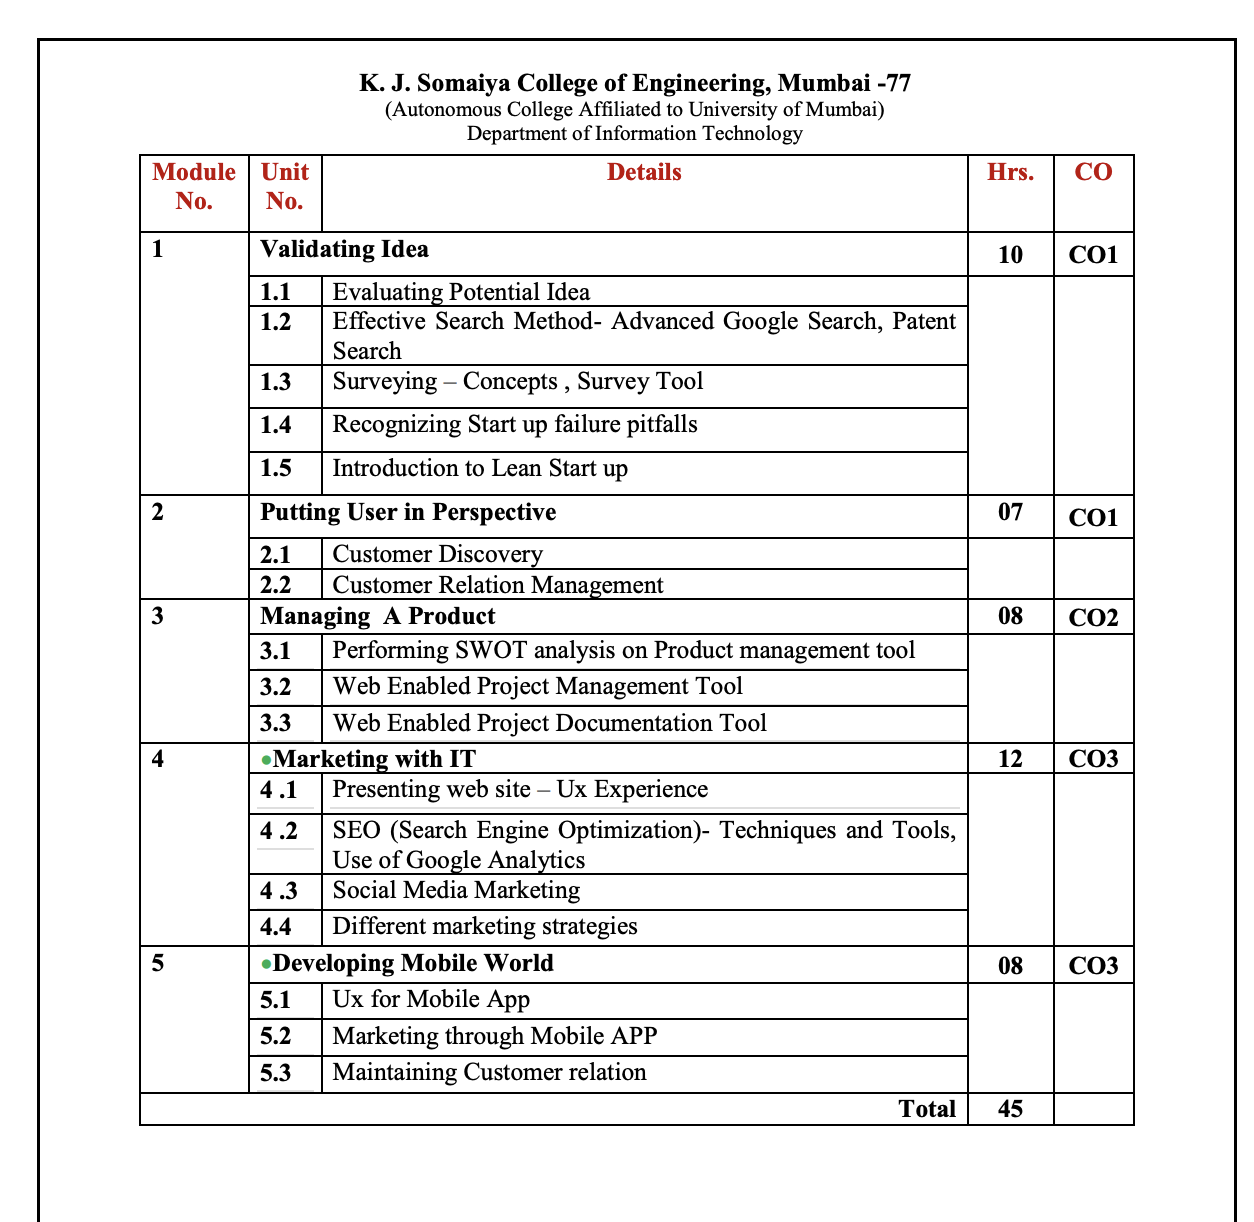 K. J. Somaiya College of Engineering, Mumbai -77
(Autonomous College Affiliated to University of Mumbai)
Department of Information Technology
Module No. Unit No. Details Hrs. CO
1 Validating Idea 10 CO1
1.1 Evaluating Potential Idea
1.2 Effective Search Method- Advanced Google Search, Patent
Search
1.3 Surveying – Concepts , Survey Tool
1.4 Recognizing Start up failure pitfalls
1.5 Introduction to Lean Start up
2 Putting User in Perspective 07 CO1
2.1 Customer Discovery
2.2 Customer Relation Management
3 Managing A Product 08 CO2
3.1 Performing SWOT analysis on Product management tool
3.2 Web Enabled Project Management Tool
3.3 Web Enabled Project Documentation Tool
4 •Marketing with IT 12 CO3
4 .1 Presenting web site – Ux Experience
4 .2 SEO (Search Engine Optimization)- Techniques and Tools,
Use of Google Analytics
4 .3 Social Media Marketing
4.4 Different marketing strategies
5 •Developing Mobile World 08 CO3
5.1 Ux for Mobile App
5.2 Marketing through Mobile APP
5.3 Maintaining Customer relation
Total 45